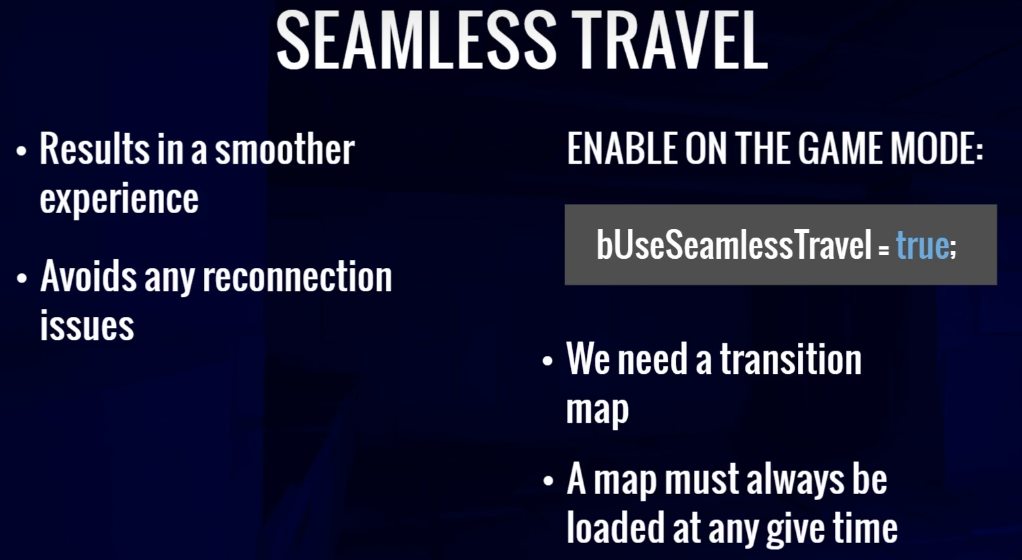 SEAMLESS TRAVEL
• Results in a smoother
experience
• Avoids any reconnection
issues
ENABLE ON THE GAME MODE:
bUseSeamlessTravel = true;
• We need a transition
map
• A map must always be
loaded at any give time